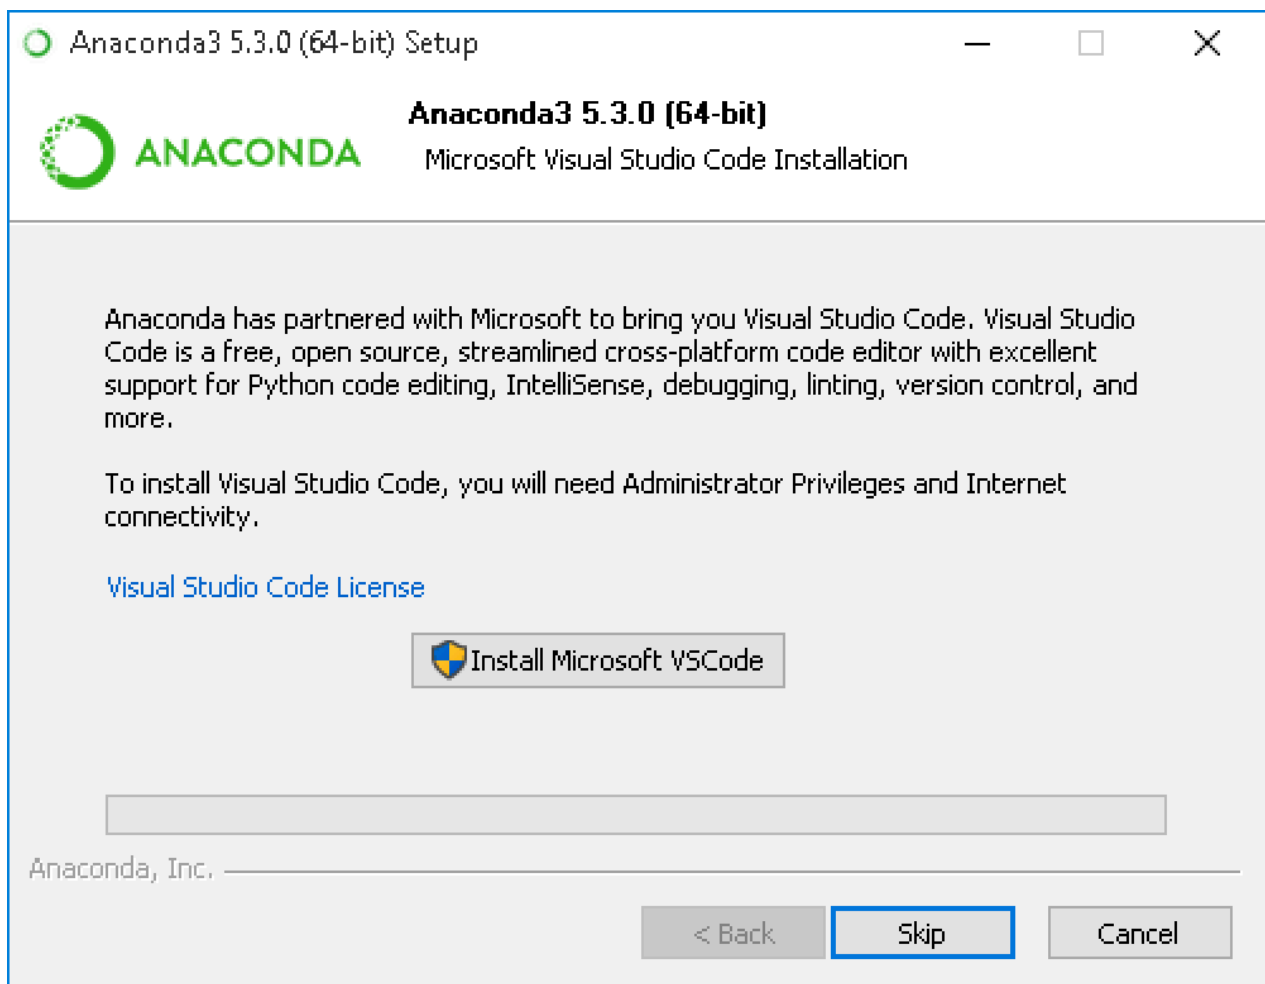 Anaconda3 5.3.0 (64-bit) Setup
ANACONDA
Anaconda3 5.3.0 (64-bit)
Microsoft Visual Studio Code Installation
Anaconda has partnered with Microsoft to bring you Visual Studio Code. Visual Studio
Code is a free, open source, streamlined cross-platform code editor with excellent
support for Python code editing, IntelliSense, debugging, linting, version control, and
more.
To install Visual Studio Code, you will need Administrator Privileges and Internet
connectivity.
Visual Studio Code License
Install Microsoft VSCode
Anaconda, Inc.
< Back
Skip
Cancel